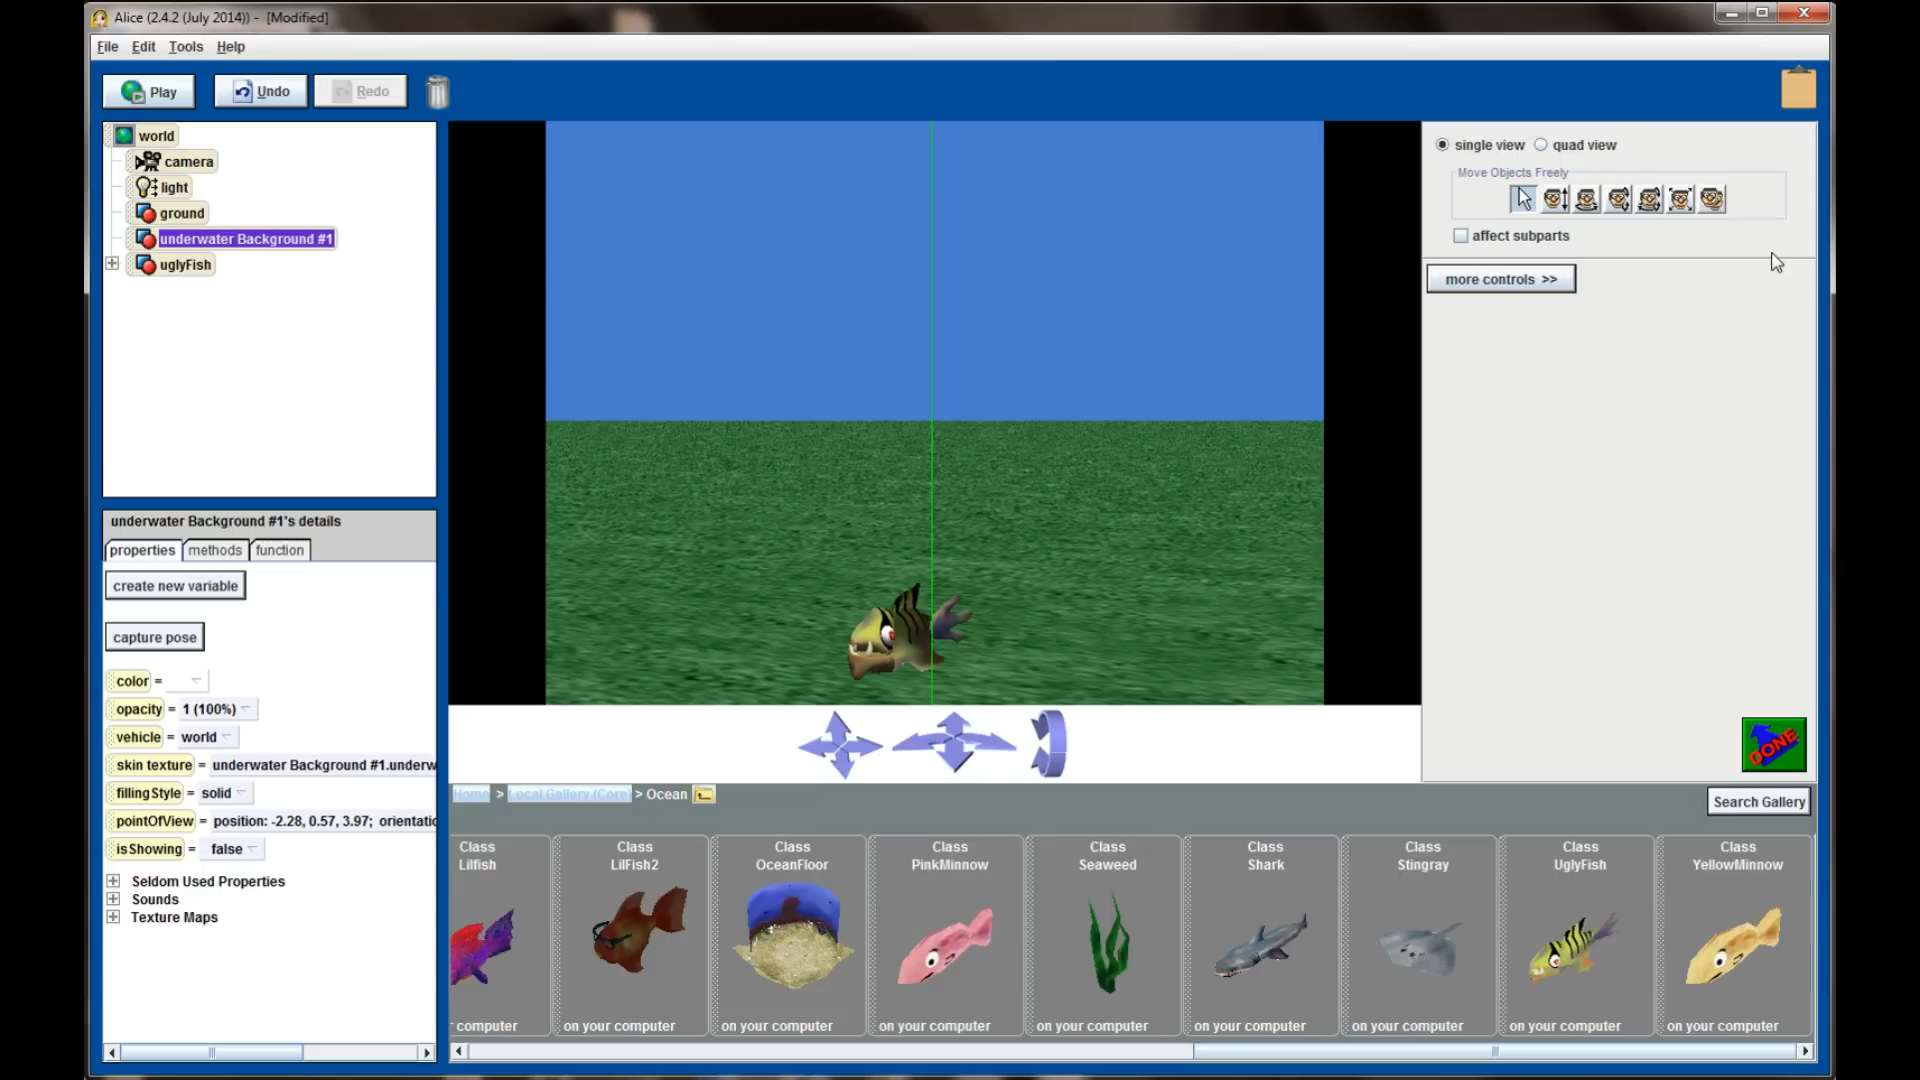 Alice (2.4.2 (July 2014)) - [Modified]
File Edit Tools Help
Play Undo Redo
world
camera
light
ground
underwater Background #1
uglyFish
single view quad view
Move Objects Freely
affect subparts
more controls >>
DONE
underwater Background #1's details
properties methods function
create new variable
capture pose
color =
opacity = 1 (100%)
vehicle = world
skin texture = underwater Background #1.underw
fillingStyle = solid
pointOfView = position: -2.28, 0.57, 3.97; orientatio
isShowing = false
Seldom Used Properties
Sounds
Texture Maps
Home > Local Gallery (Core) > Ocean
Search Gallery
Class Class Class Class Class Class Class Class Class
Lilfish LilFish2 OceanFloor PinkMinnow Seaweed Shark Stingray UglyFish YellowMinnow
computer on your computer on your computer on your computer on your computer on your computer on your computer on your computer on your computer